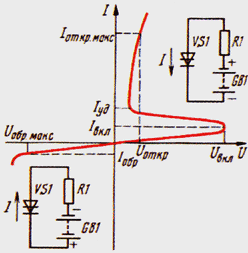 I
Iоткр.макс
I
VS1
R1
GB1
−
+
Iуд
Iвкл
Uобр.макс
Iобр
Uоткр
Uвкл
U
I
VS1
R1
−
GB1
+